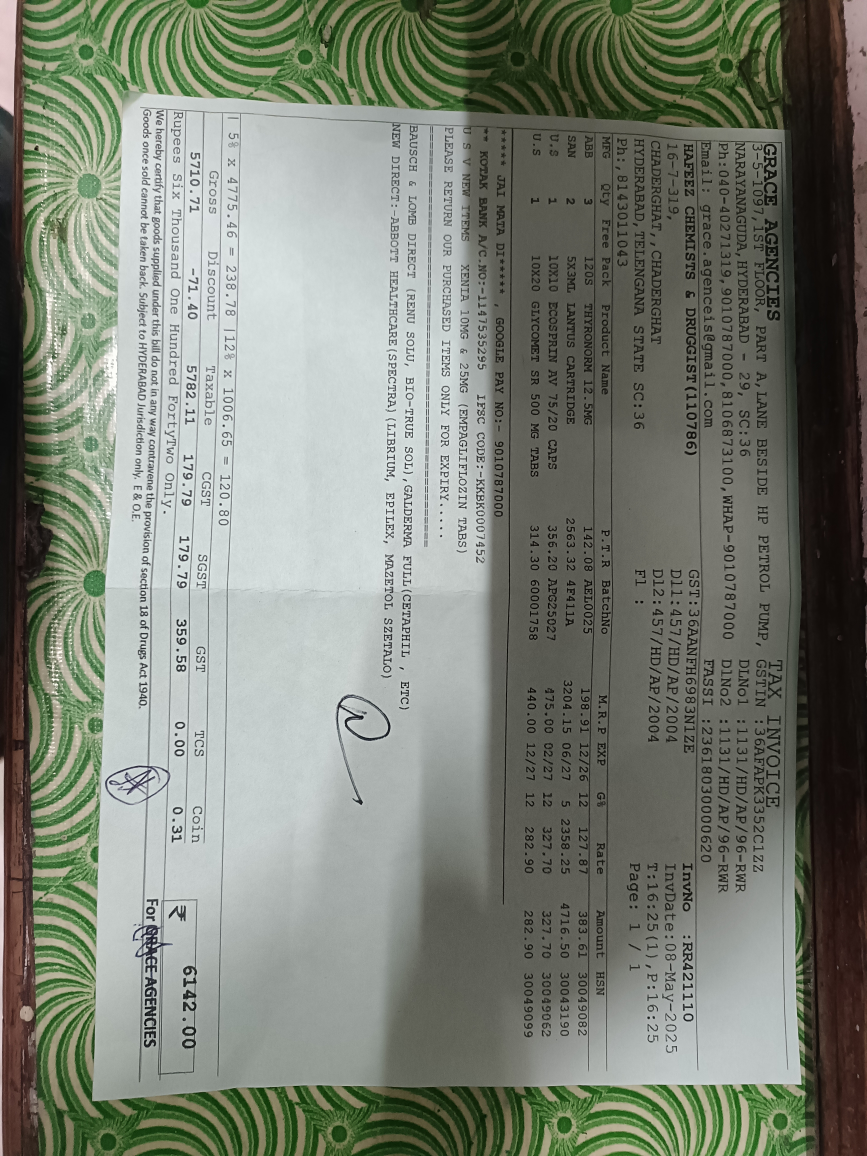 GRACE AGENCIES
3-5-1097,1ST FLOOR, PART A,LANE BESIDE HP PETROL PUMP,
NARAYANAGUDA,HYDERABAD - 29, SC:36
Ph:040-40271319,9010787000,8106873100,WHAP-9010787000
Email: grace.agenceis@gmail.com
TAX INVOICE
GSTIN :36AFAPK3352C1ZZ
DLNo1 :1131/HD/AP/96-RWR
DlNo2 :1131/HD/AP/96-RWR
FASSI :23618030000620
HAFEEZ CHEMISTS & DRUGGIST(110786)
16-7-319,
CHADERGHAT,,CHADERGHAT
HYDERABAD,TELENGANA STATE SC:36
Ph:,8143011043
GST:36AANFH6983N1ZE
D11:457/HD/AP/2004
D12:457/HD/AP/2004
F1 :
InvNo :RR421110
InvDate:08-May-2025
T:16:25(1),P:16:25
Page: 1 / 1
MFG Qty Free Pack Product Name P.T.R BatchNo M.R.P EXP G% Rate Amount HSN
ABB 3 120S THYRONORM 12.5MG 142.08 AEL0025 198.91 12/26 12 127.87 383.61 30049082
SAN 2 5X3ML LANTUS CARTRIDGE 2563.32 4F411A 3204.15 06/27 5 2358.25 4716.50 30043190
U.S 1 10X10 ECOSPRIN AV 75/20 CAPS 356.20 APG25027 475.00 02/27 12 327.70 327.70 30049062
U.S 1 10X20 GLYCOMET SR 500 MG TABS 314.30 60001758 440.00 12/27 12 282.90 282.90 30049099
***** JAI MATA DI***** , GOOGLE PAY NO:- 9010787000
** KOTAK BANK A/C.NO:-1147535295 IFSC CODE:-KKBK0007452
U S V NEW ITEMS XENIA 10MG & 25MG (EMPAGLIFLOZIN TABS)
PLEASE RETURN OUR PURCHASED ITEMS ONLY FOR EXPIRY.....
BAUSCH & LOMB DIRECT (RENU SOLU, BIO-TRUE SOL),GALDERMA FULL(CETAPHIL , ETC)
NEW DIRECT:-ABBOTT HEALTHCARE(SPECTRA)(LIBRIUM, EPILEX, MAZETOL SZETALO)
| 5% x 4775.46 = 238.78 |12% x 1006.65 = 120.80
Gross Discount Taxable CGST SGST GST TCS Coin
5710.71 -71.40 5782.11 179.79 179.79 359.58 0.00 0.31
₹ 6142.00
Rupees Six Thousand One Hundred FortyTwo Only.
We hereby certify that goods supplied under this bill do not in any way contravene the provision of section 18 of Drugs Act 1940.
Goods once sold cannot be taken back. Subject to HYDERABAD Jurisdiction only. E & O.E.
For GRACE AGENCIES